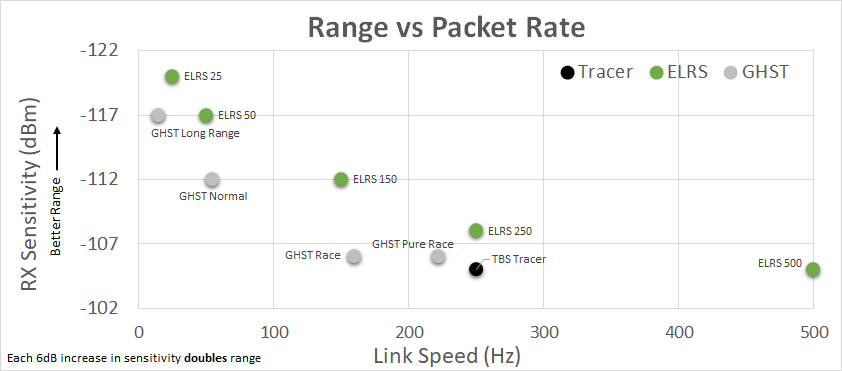 Range vs Packet Rate
Tracer ELRS GHST
RX Sensitivity (dBm)
Better Range
-122
-117
-112
-107
-102
ELRS 25
ELRS 50
GHST Long Range
ELRS 150
GHST Normal
ELRS 250
GHST Pure Race
GHST Race
TBS Tracer
ELRS 500
0 100 200 300 400 500
Link Speed (Hz)
Each 6dB increase in sensitivity doubles range